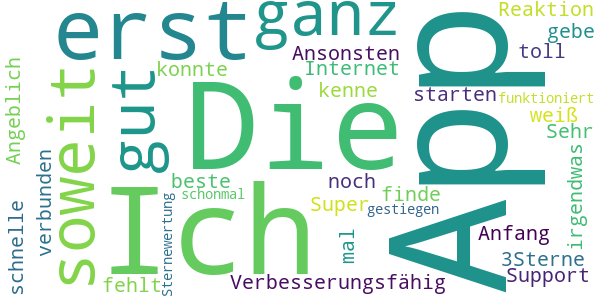 Reaktion
erst
ganz
gebe
Ansonsten
toll
App
Angeblich
soweit
gut
konnte
Internet
Die
kenne
starten
funktioniert
weiß
Sehr
irgendwas
verbunden
beste
noch
finde
schonmal
Ich
Super
gestiegen
schnelle
Sternewertung
mal
Anfang
3Sterne
Support
fehlt
Verbesserungsfähig